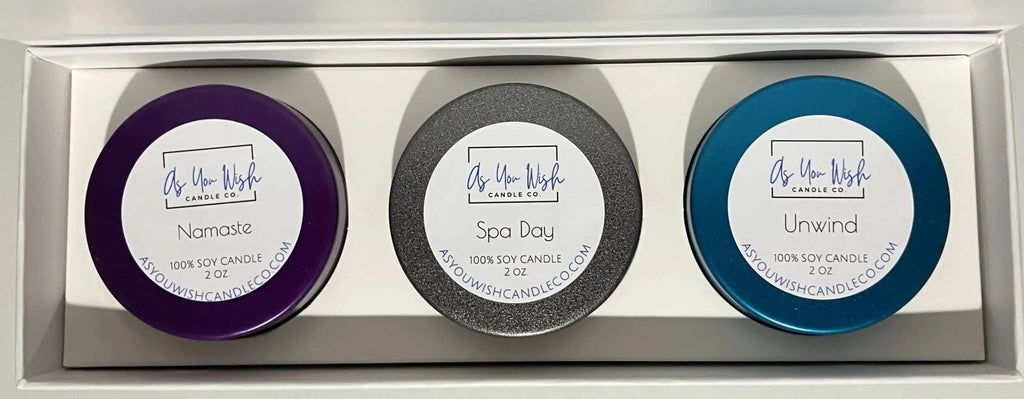 As You Wish
CANDLE CO.
Namaste
100% SOY CANDLE
2 OZ
ASYOUWISHCANDLECO.COM
As You Wish
CANDLE CO.
Spa Day
100% SOY CANDLE
2 OZ
ASYOUWISHCANDLECO.COM
As You Wish
CANDLE CO.
Unwind
100% SOY CANDLE
2 OZ
ASYOUWISHCANDLECO.COM